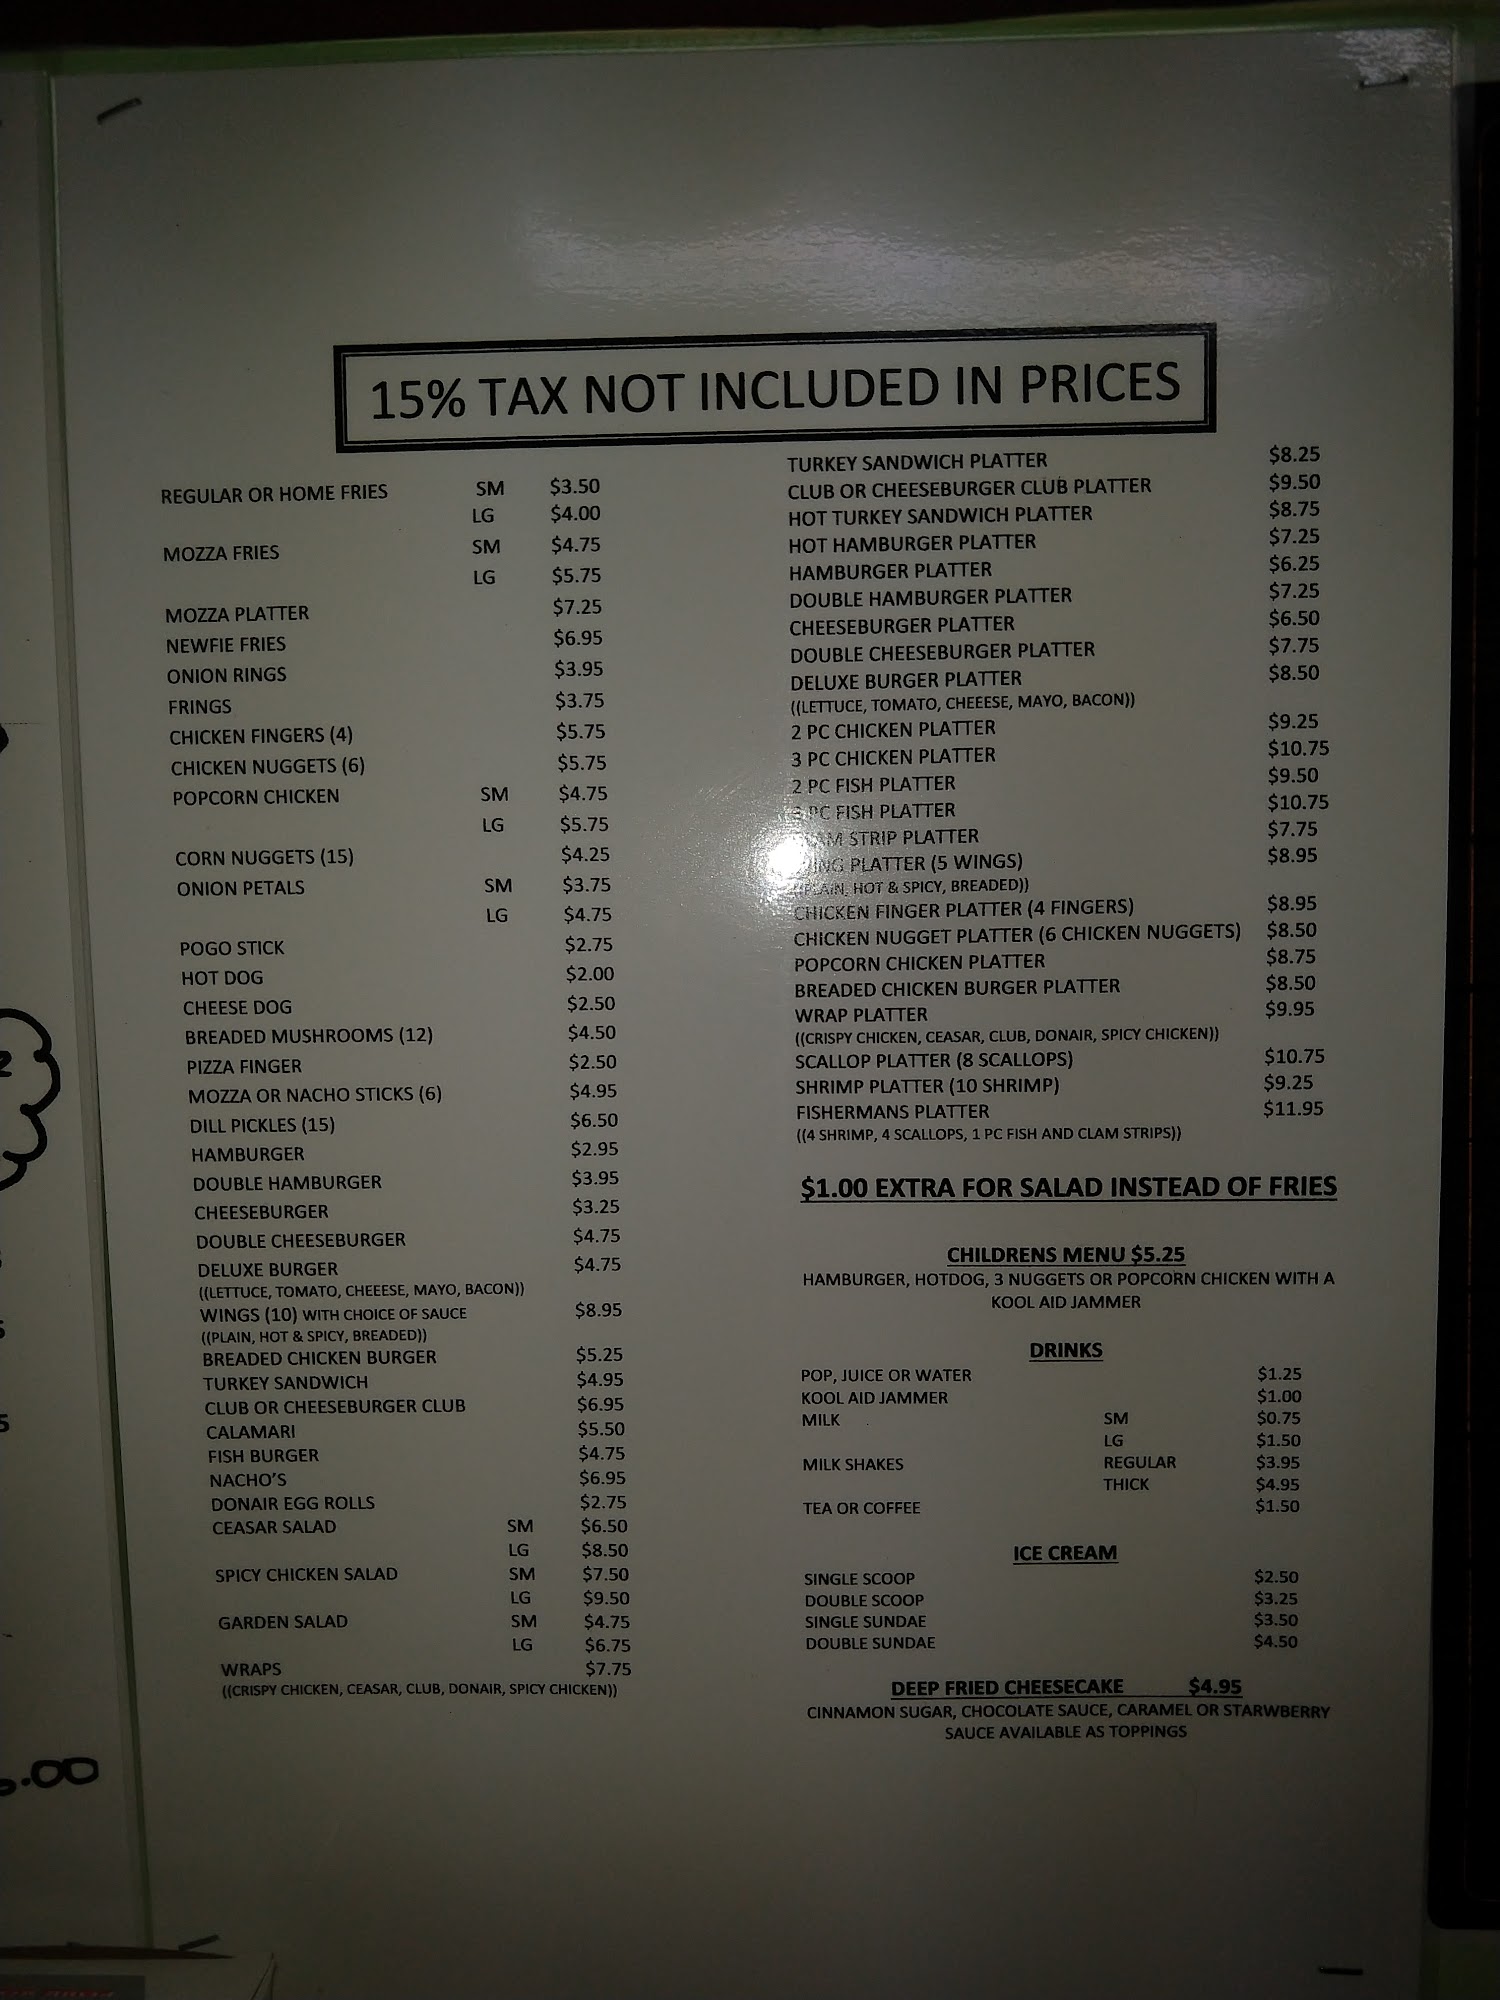 15% TAX NOT INCLUDED IN PRICES
REGULAR OR HOME FRIES SM $3.50
LG $4.00
MOZZA FRIES SM $4.75
LG $5.75
MOZZA PLATTER $7.25
NEWFIE FRIES $6.95
ONION RINGS $3.95
FRINGS $3.75
CHICKEN FINGERS (4) $5.75
CHICKEN NUGGETS (6) $5.75
POPCORN CHICKEN SM $4.75
LG $5.75
CORN NUGGETS (15) $4.25
ONION PETALS SM $3.75
LG $4.75
POGO STICK $2.75
HOT DOG $2.00
CHEESE DOG $2.50
BREADED MUSHROOMS (12) $4.50
PIZZA FINGER $2.50
MOZZA OR NACHO STICKS (6) $4.95
DILL PICKLES (15) $6.50
HAMBURGER $2.95
DOUBLE HAMBURGER $3.95
CHEESEBURGER $3.25
DOUBLE CHEESEBURGER $4.75
DELUXE BURGER $4.75
((LETTUCE, TOMATO, CHEEESE, MAYO, BACON))
WINGS (10) WITH CHOICE OF SAUCE $8.95
((PLAIN, HOT & SPICY, BREADED))
BREADED CHICKEN BURGER $5.25
TURKEY SANDWICH $4.95
CLUB OR CHEESEBURGER CLUB $6.95
CALAMARI $5.50
FISH BURGER $4.75
NACHO'S $6.95
DONAIR EGG ROLLS $2.75
CEASAR SALAD SM $6.50
LG $8.50
SPICY CHICKEN SALAD SM $7.50
LG $9.50
GARDEN SALAD SM $4.75
LG $6.75
WRAPS $7.75
((CRISPY CHICKEN, CEASAR, CLUB, DONAIR, SPICY CHICKEN))
TURKEY SANDWICH PLATTER $8.25
CLUB OR CHEESEBURGER CLUB PLATTER $9.50
HOT TURKEY SANDWICH PLATTER $8.75
HOT HAMBURGER PLATTER $7.25
HAMBURGER PLATTER $6.25
DOUBLE HAMBURGER PLATTER $7.25
CHEESEBURGER PLATTER $6.50
DOUBLE CHEESEBURGER PLATTER $7.75
DELUXE BURGER PLATTER $8.50
((LETTUCE, TOMATO, CHEEESE, MAYO, BACON))
2 PC CHICKEN PLATTER $9.25
3 PC CHICKEN PLATTER $10.75
2 PC FISH PLATTER $9.50
3 PC FISH PLATTER $10.75
STRIP PLATTER $7.75
PLATTER (5 WINGS) $8.95
((PLAIN, HOT & SPICY, BREADED))
CHICKEN FINGER PLATTER (4 FINGERS) $8.95
CHICKEN NUGGET PLATTER (6 CHICKEN NUGGETS) $8.50
POPCORN CHICKEN PLATTER $8.75
BREADED CHICKEN BURGER PLATTER $8.50
WRAP PLATTER $9.95
((CRISPY CHICKEN, CEASAR, CLUB, DONAIR, SPICY CHICKEN))
SCALLOP PLATTER (8 SCALLOPS) $10.75
SHRIMP PLATTER (10 SHRIMP) $9.25
FISHERMANS PLATTER $11.95
((4 SHRIMP, 4 SCALLOPS, 1 PC FISH AND CLAM STRIPS))
$1.00 EXTRA FOR SALAD INSTEAD OF FRIES
CHILDRENS MENU $5.25
HAMBURGER, HOTDOG, 3 NUGGETS OR POPCORN CHICKEN WITH A
KOOL AID JAMMER
DRINKS
POP, JUICE OR WATER $1.25
KOOL AID JAMMER $1.00
MILK SM $0.75
LG $1.50
MILK SHAKES REGULAR $3.95
THICK $4.95
TEA OR COFFEE $1.50
ICE CREAM
SINGLE SCOOP $2.50
DOUBLE SCOOP $3.25
SINGLE SUNDAE $3.50
DOUBLE SUNDAE $4.50
DEEP FRIED CHEESECAKE $4.95
CINNAMON SUGAR, CHOCOLATE SAUCE, CARAMEL OR STARWBERRY
SAUCE AVAILABLE AS TOPPINGS